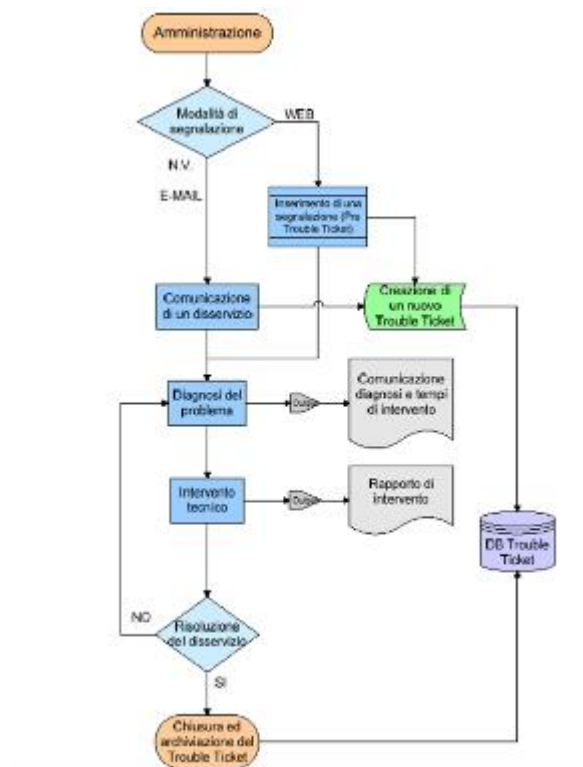 Amministrazione
Modalità di
segnalazione
WEB
N.V.
E-MAIL
Inserimento di una
segnalazione (Pre
Trouble Ticket)
Comunicazione
di un disservizio
Creazione di
un nuovo
Trouble Ticket
Diagnosi del
problema
Comunicazione
diagnosi e tempi
di intervento
Intervento
tecnico
Rapporto di
intervento
DB Trouble
Ticket
NO
Risoluzione
del disservizio
SI
Chiusura ed
archiviazione del
Trouble Ticket